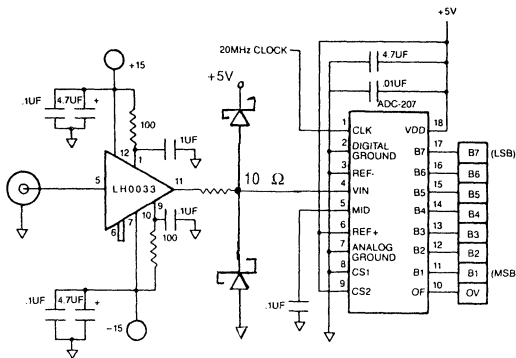 +5V
20MHz CLOCK
4.7UF
.01UF
ADC-207
+15
.1UF
4.7UF
+
+5V
100
.1UF
12
1
5
LH0033
11
10 Ω
6
7
10
9
.1UF
100
.1UF
4.7UF
+
−15
.1UF
1 CLK
2 DIGITAL GROUND
3 REF-
4 VIN
5 MID
6 REF+
7 ANALOG GROUND
8 CS1
9 CS2
VDD 18
B7 17 B7 (LSB)
B6 16 B6
B5 15 B5
B4 14 B4
B3 13 B3
B2 12 B2
B1 11 B1 (MSB
OF 10 OV